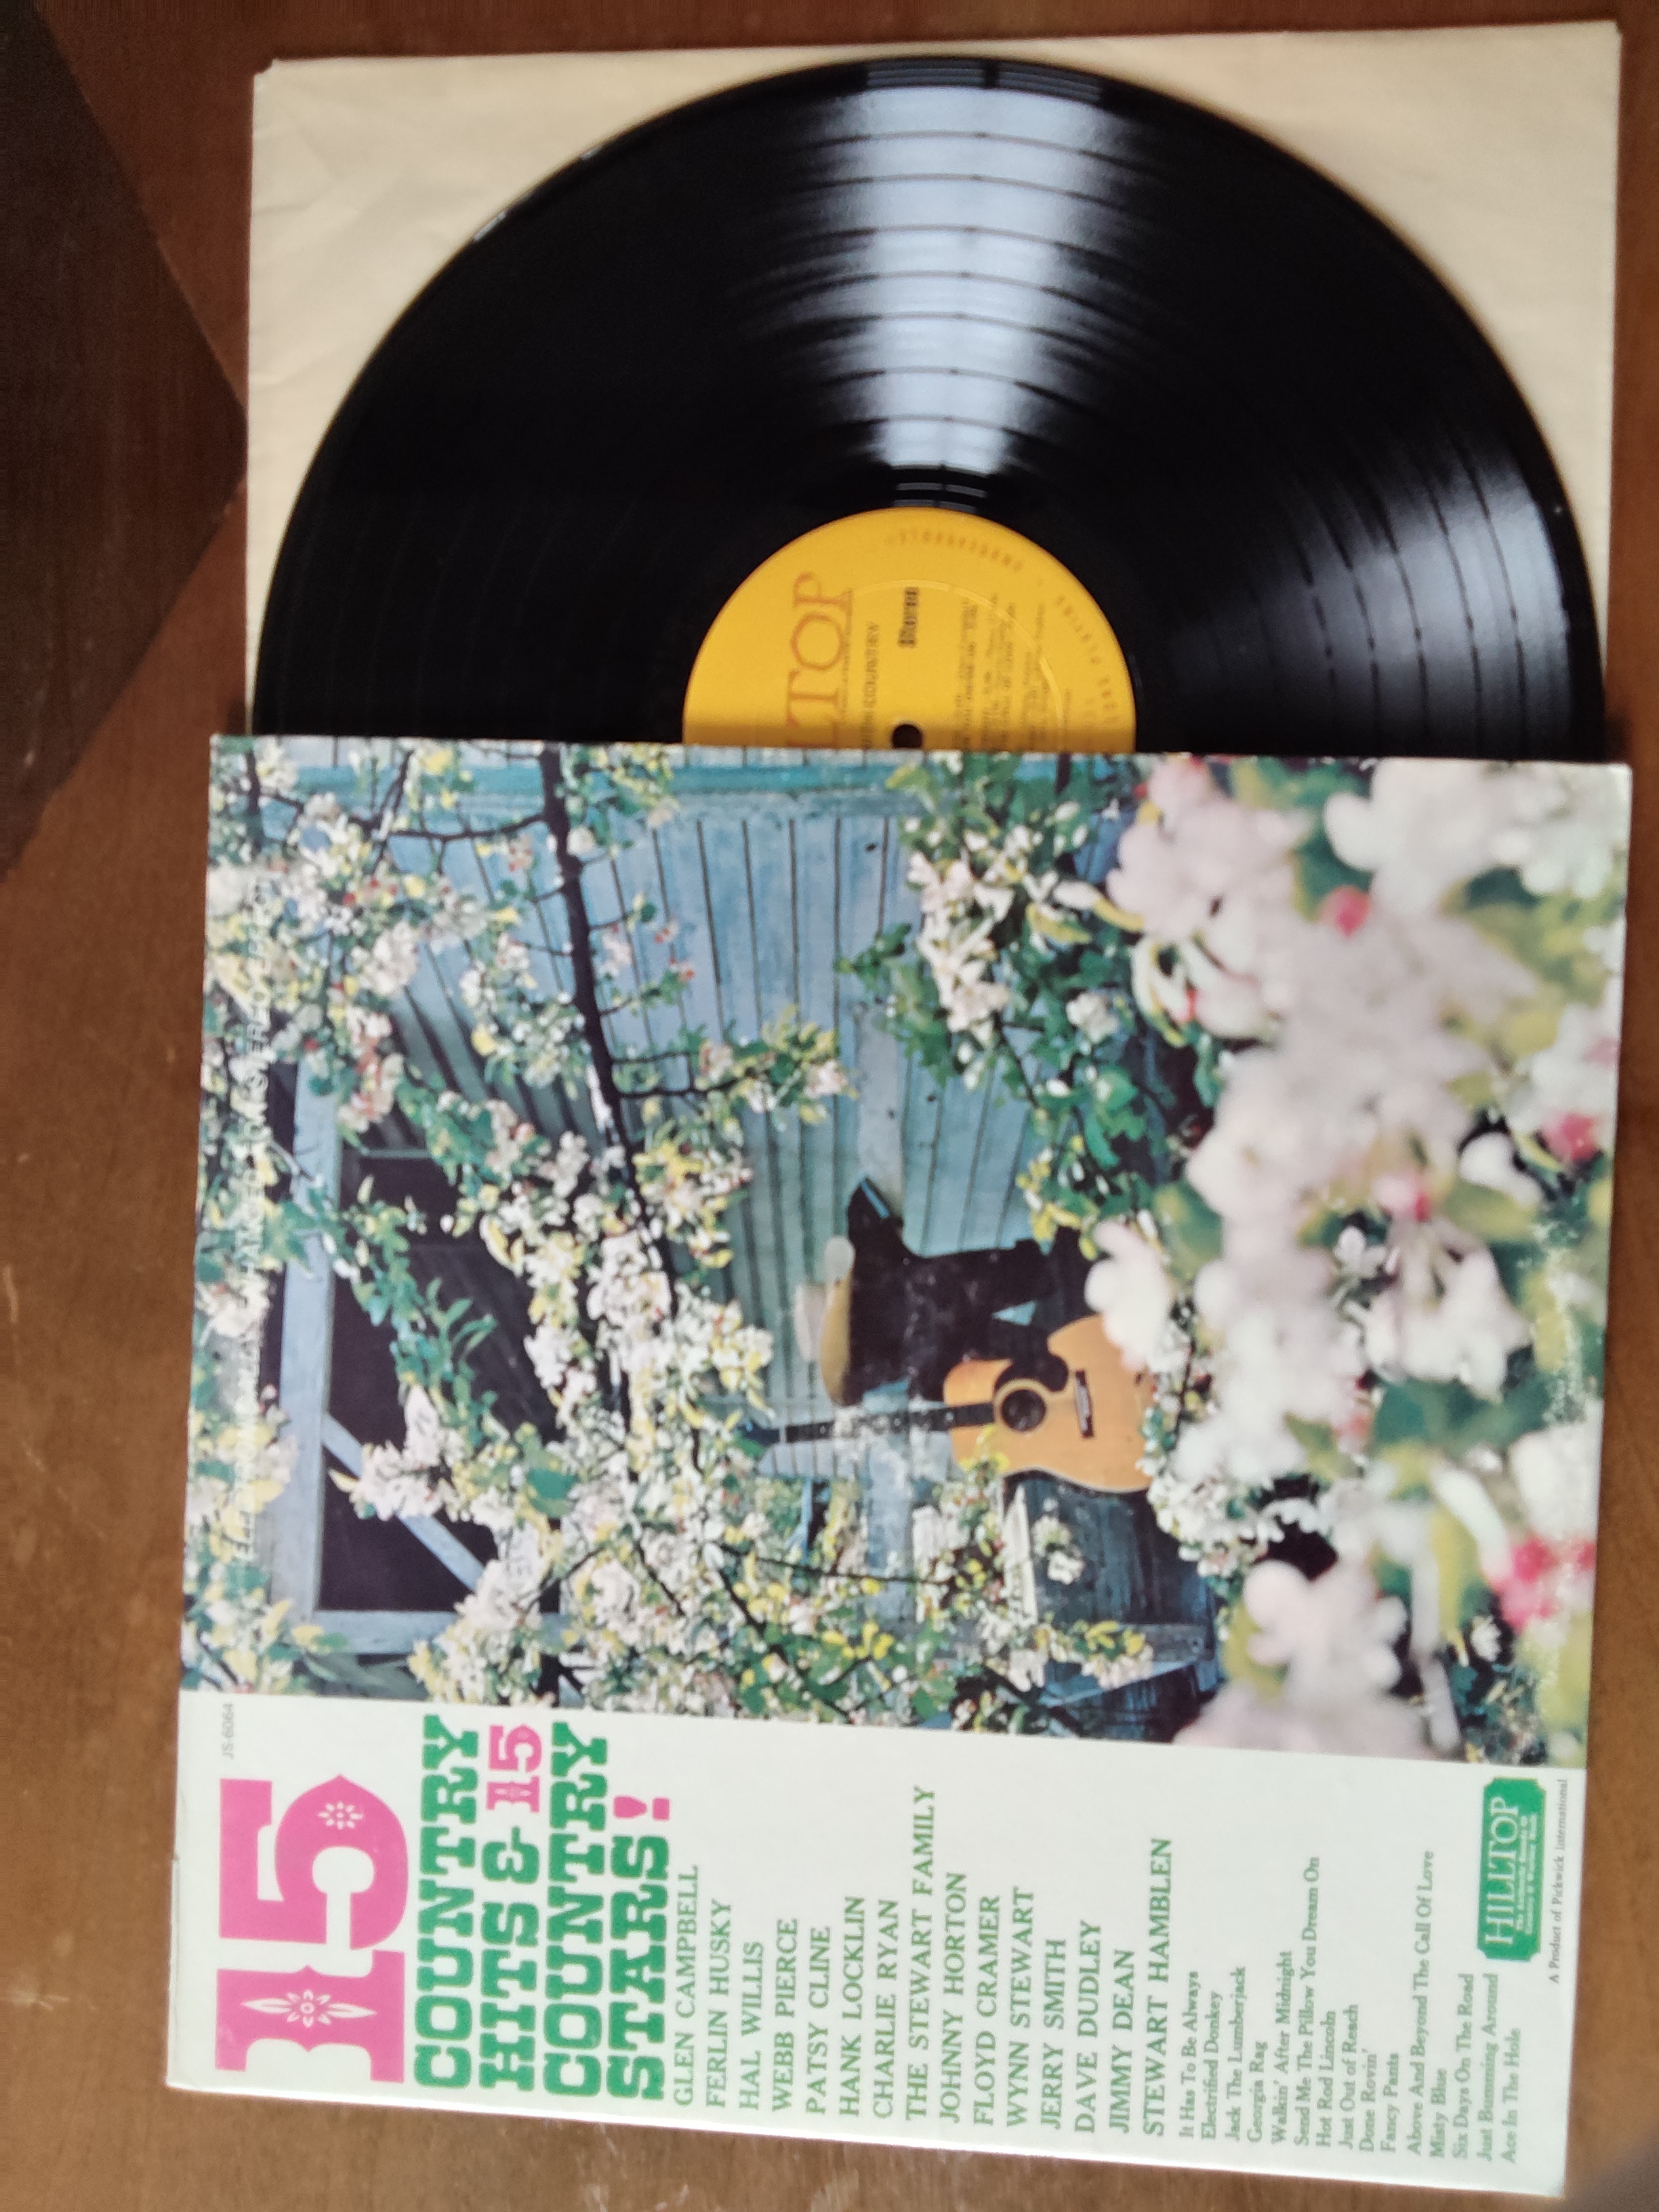 JS-6064
15
COUNTRY
HITS & 15
COUNTRY
STARS!
GLEN CAMPBELL
FERLIN HUSKY
HAL WILLIS
WEBB PIERCE
PATSY CLINE
HANK LOCKLIN
CHARLIE RYAN
THE STEWART FAMILY
JOHNNY HORTON
FLOYD CRAMER
WYNN STEWART
JERRY SMITH
DAVE DUDLEY
JIMMY DEAN
STEWART HAMBLEN
It Has To Be Always
Electrified Donkey
Jack The Lumberjack
Georgia Rag
Walkin' After Midnight
Send Me The Pillow You Dream On
Hot Rod Lincoln
Just Out of Reach
Done Rovin'
Fancy Pants
Above And Beyond The Call Of Love
Misty Blue
Six Days On The Road
Just Bumming Around
Ace In The Hole
HILLTOP
A Product of Pickwick International
ELECTRONICALLY ENHANCED
LTOP
Stereo